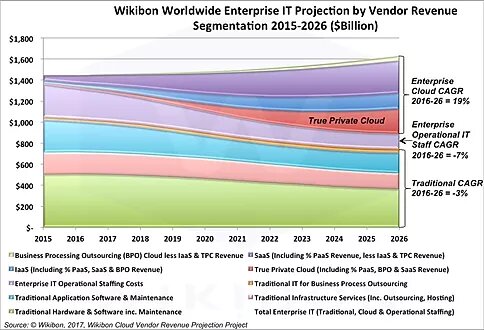 Wikibon Worldwide Enterprise IT Projection by Vendor Revenue
Segmentation 2015-2026 ($Billion)
$1,800
$1,600
$1,400
$1,200
$1,000
$800
$600
$400
$200
$-
2015 2016 2017 2018 2019 2020 2021 2022 2023 2024 2025 2026
True Private Cloud
Enterprise
Cloud CAGR
2016-26 = 19%
Enterprise
Operational IT
Staff CAGR
2016-26 = -7%
Traditional CAGR
2016-26 = -3%
Business Processing Outsourcing (BPO) Cloud less IaaS & TPC Revenue
SaaS (Including % PaaS Revenue, less IaaS & TPC Revenue)
IaaS (Including % PaaS, SaaS & BPO Revenue)
True Private Cloud (Including % PaaS, BPO & SaaS Revenue)
Enterprise IT Operational Staffing Costs
Traditional IT for Business Process Outsourcing
Traditional Application Software & Maintenance
Traditional Infrastructure Services (Inc. Outsourcing, Hosting)
Traditional Hardware & Software inc. Maintenance
Total Enterprise IT (Traditional, Cloud & Operational Staffing)
Source: © Wikibon, 2017, Wikibon Cloud Vendor Revenue Projection Project